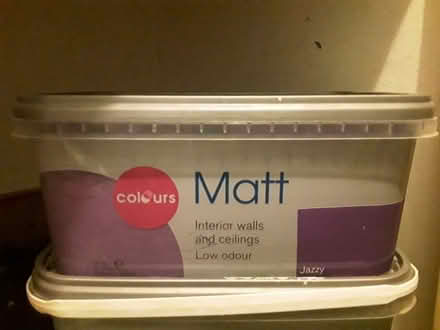 colours
Matt
Interior walls
and ceilings
Low odour
Jazzy